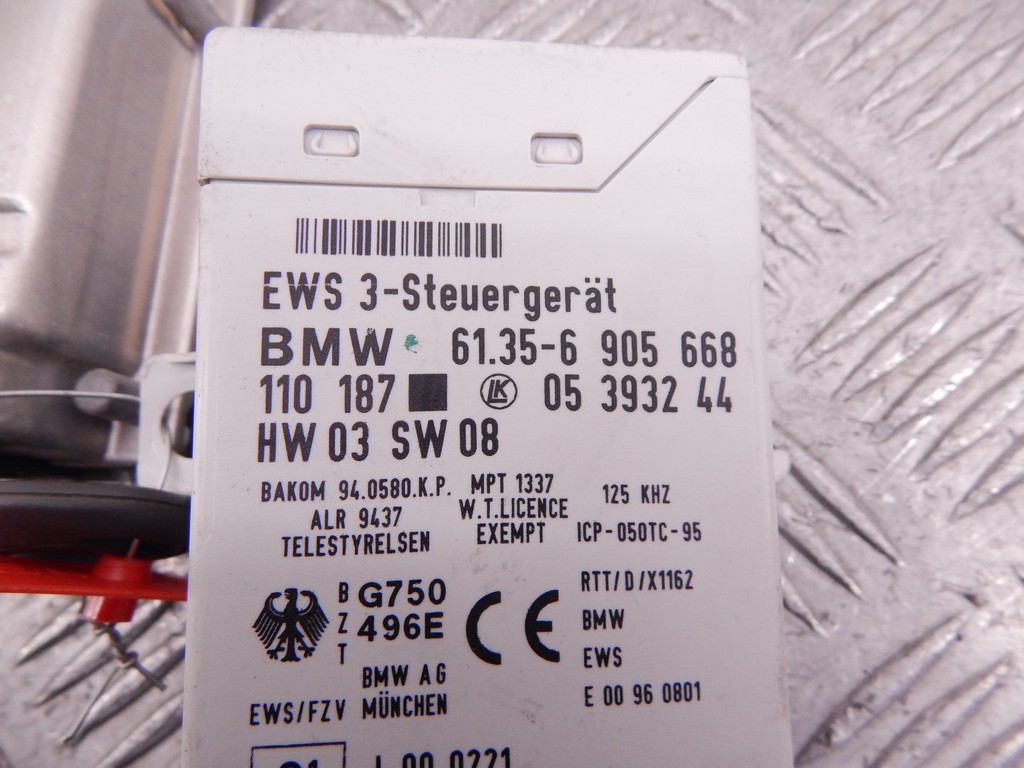 EWS 3-Steuergerät
BMW 61.35-6 905 668
110 187 LK 05 3932 44
HW 03 SW 08
BAKOM 94.0580.K.P. MPT 1337 125 KHZ
ALR 9437 W.T.LICENCE
TELESTYRELSEN EXEMPT ICP-050TC-95
BZT G750 RTT/D/X1162
496E CE BMW
EWS
BMW AG E 00 96 0801
EWS/FZV MÜNCHEN